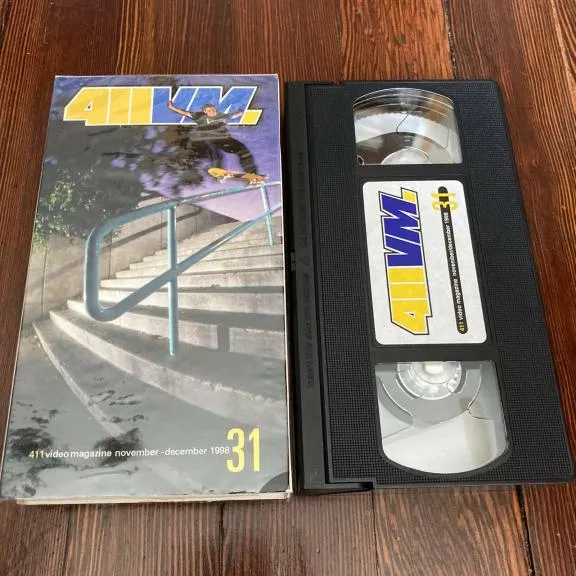 411VM.
411 video magazine november - december 1998 31
411VM.
411 video magazine november/december 1998 31